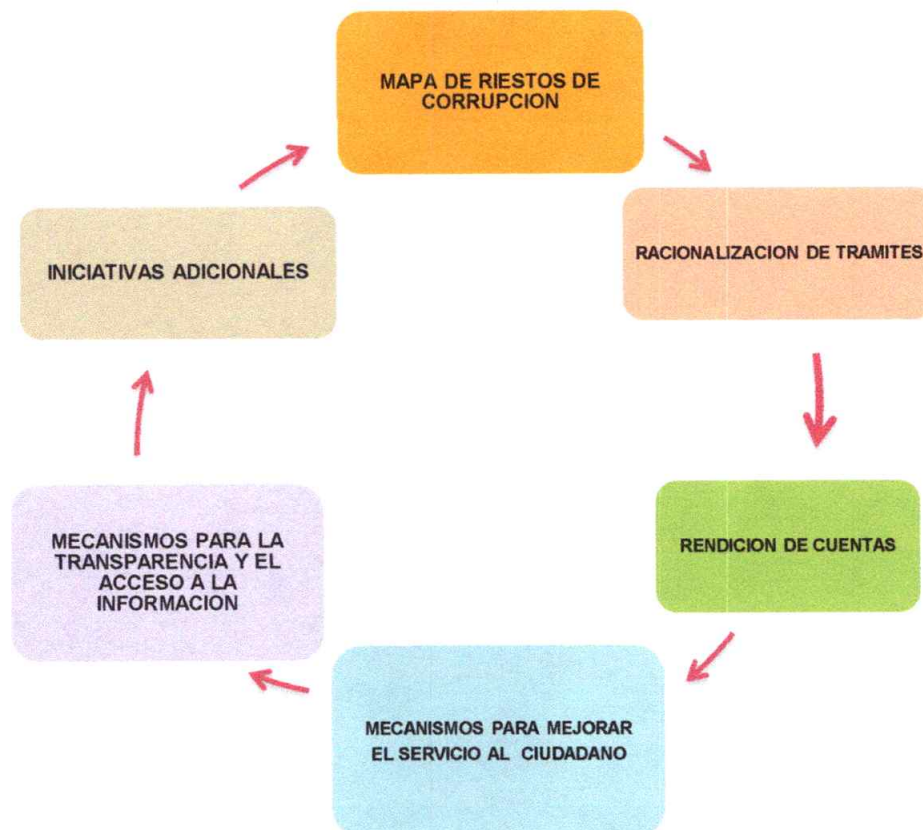 MAPA DE RIESTOS DE
CORRUPCION
RACIONALIZACION DE TRAMITES
RENDICION DE CUENTAS
MECANISMOS PARA MEJORAR
EL SERVICIO AL CIUDADANO
MECANISMOS PARA LA
TRANSPARENCIA Y EL
ACCESO A LA
INFORMACION
INICIATIVAS ADICIONALES